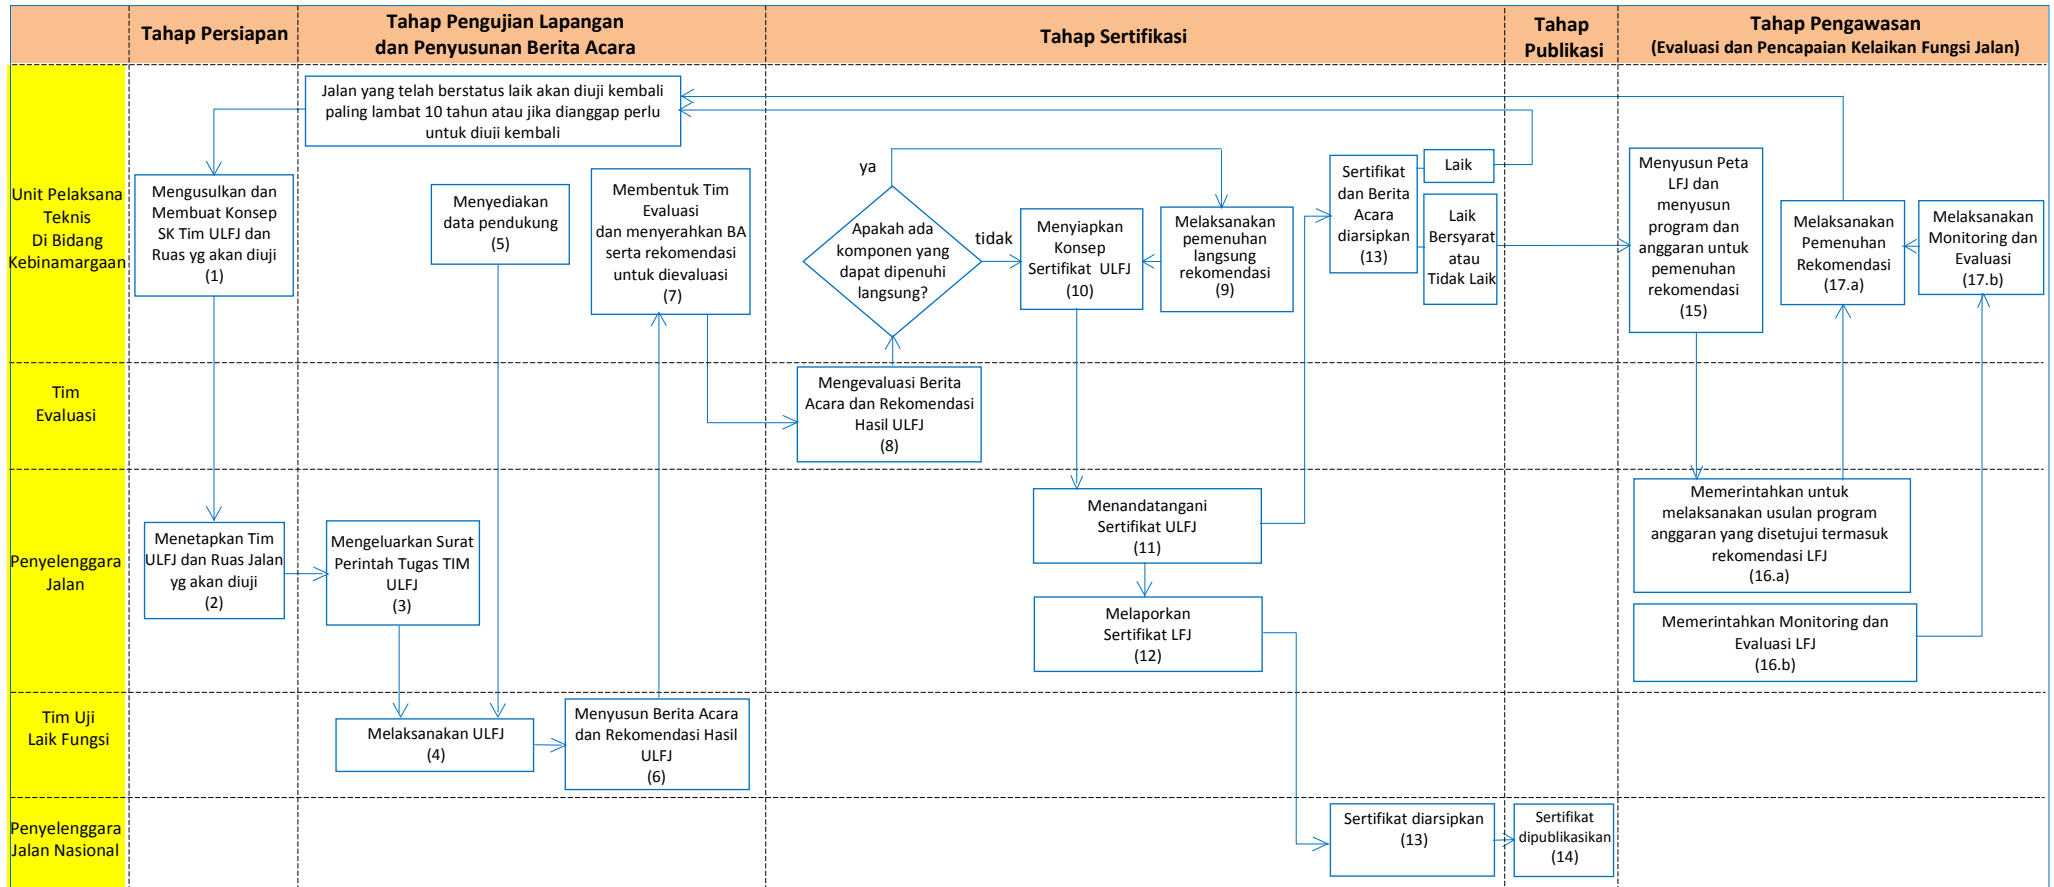 Tahap Persiapan
Tahap Pengujian Lapangan
dan Penyusunan Berita Acara
Tahap Sertifikasi
Tahap
Publikasi
Tahap Pengawasan
(Evaluasi dan Pencapaian Kelaikan Fungsi Jalan)
Unit Pelaksana
Teknis
Di Bidang
Kebinamargaan
Jalan yang telah berstatus laik akan diuji kembali
paling lambat 10 tahun atau jika dianggap perlu
untuk diuji kembali
Mengusulkan dan
Membuat Konsep
SK Tim ULFJ dan
Ruas yg akan diuji
(1)
Menyediakan
data pendukung
(5)
Membentuk Tim
Evaluasi
dan menyerahkan BA
serta rekomendasi
untuk dievaluasi
(7)
ya
Apakah ada
komponen yang
dapat dipenuhi
langsung?
tidak
Menyiapkan
Konsep
Sertifikat ULFJ
(10)
Melaksanakan
pemenuhan
langsung
rekomendasi
(9)
Sertifikat
dan Berita
Acara
diarsipkan
(13)
Laik
Laik
Bersyarat
atau
Tidak Laik
Menyusun Peta
LFJ dan
menyusun
program dan
anggaran untuk
pemenuhan
rekomendasi
(15)
Melaksanakan
Pemenuhan
Rekomendasi
(17.a)
Melaksanakan
Monitoring dan
Evaluasi
(17.b)
Tim
Evaluasi
Mengevaluasi Berita
Acara dan Rekomendasi
Hasil ULFJ
(8)
Penyelenggara
Jalan
Menetapkan Tim
ULFJ dan Ruas Jalan
yg akan diuji
(2)
Mengeluarkan Surat
Perintah Tugas TIM
ULFJ
(3)
Menandatangani
Sertifikat ULFJ
(11)
Melaporkan
Sertifikat LFJ
(12)
Memerintahkan untuk
melaksanakan usulan program
anggaran yang disetujui termasuk
rekomendasi LFJ
(16.a)
Memerintahkan Monitoring dan
Evaluasi LFJ
(16.b)
Tim Uji
Laik Fungsi
Melaksanakan ULFJ
(4)
Menyusun Berita Acara
dan Rekomendasi Hasil
ULFJ
(6)
Penyelenggara
Jalan Nasional
Sertifikat diarsipkan
(13)
Sertifikat
dipublikasikan
(14)